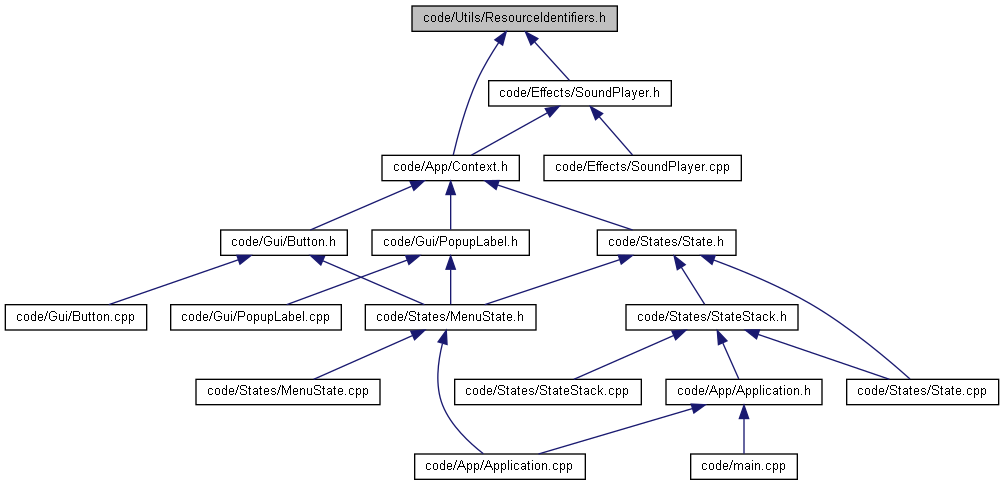 code/Utils/ResourceIdentifiers.h
code/Effects/SoundPlayer.h
code/App/Context.h
code/Effects/SoundPlayer.cpp
code/Gui/Button.h
code/Gui/PopupLabel.h
code/States/State.h
code/Gui/Button.cpp
code/Gui/PopupLabel.cpp
code/States/MenuState.h
code/States/StateStack.h
code/States/MenuState.cpp
code/States/StateStack.cpp
code/App/Application.h
code/States/State.cpp
code/App/Application.cpp
code/main.cpp